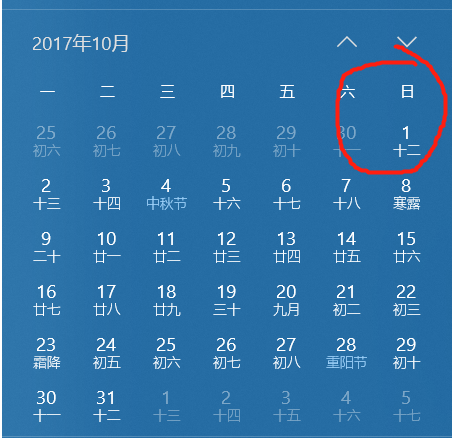 2017年10月
一 二 三 四 五 六 日
25 26 27 28 29 30 1
初六 初七 初八 初九 初十 十一 十二
2 3 4 5 6 7 8
十三 十四 中秋节 十六 十七 十八 寒露
9 10 11 12 13 14 15
二十 廿一 廿二 廿三 廿四 廿五 廿六
16 17 18 19 20 21 22
廿七 廿八 廿九 三十 九月 初二 初三
23 24 25 26 27 28 29
霜降 初五 初六 初七 初八 重阳节 初十
30 31 1 2 3 4 5
十一 十二 十三 十四 十五 十六 十七